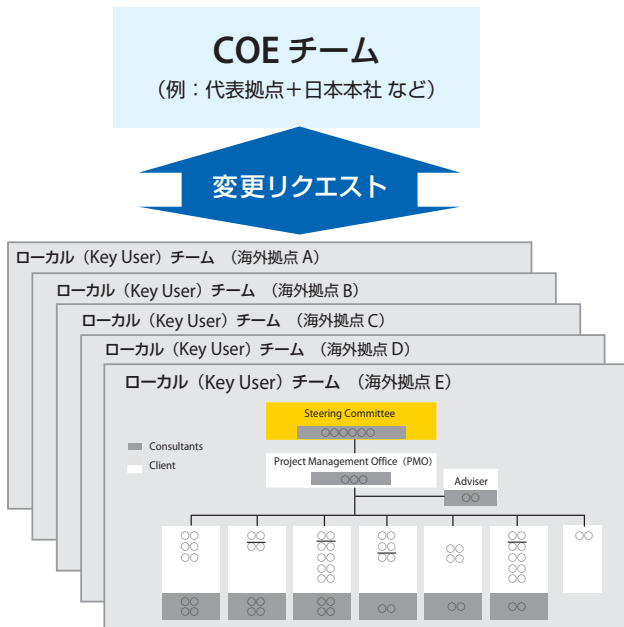 COE チーム
（例：代表拠点＋日本本社 など）
変更リクエスト
ローカル（Key User）チーム （海外拠点 A）
ローカル（Key User）チーム （海外拠点 B）
ローカル（Key User）チーム （海外拠点 C）
ローカル（Key User）チーム （海外拠点 D）
ローカル（Key User）チーム （海外拠点 E）
Steering Committee
○○○○○○
Consultants
Client
Project Management Office（PMO）
○○○
Adviser
○○
○○ ○○ ○○ ○○ ○○ ○○
○○ ○○ ○○ ○○ ○○ ○○
○○ ○○ ○○ ○○
○○ ○○
○○ ○○
○○
○○ ○○ ○○ ○○ ○○ ○○
○○ ○○ ○○